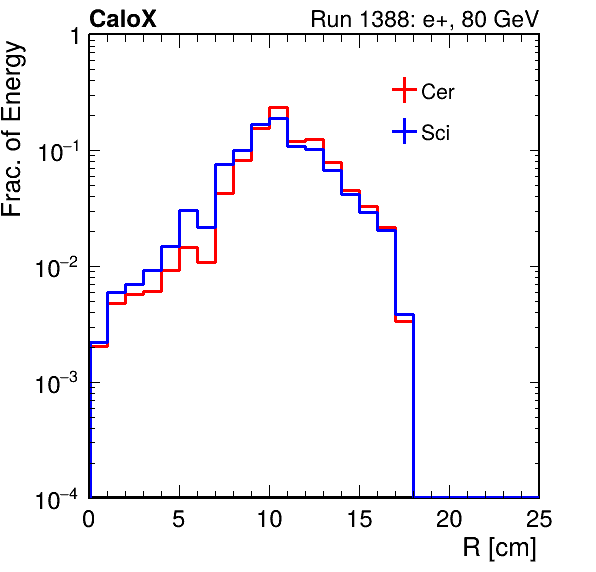 CaloX Run 1388: e+, 80 GeV
Frac. of Energy
1
10⁻¹
10⁻²
10⁻³
10⁻⁴
Cer
Sci
0 5 10 15 20 25
R [cm]